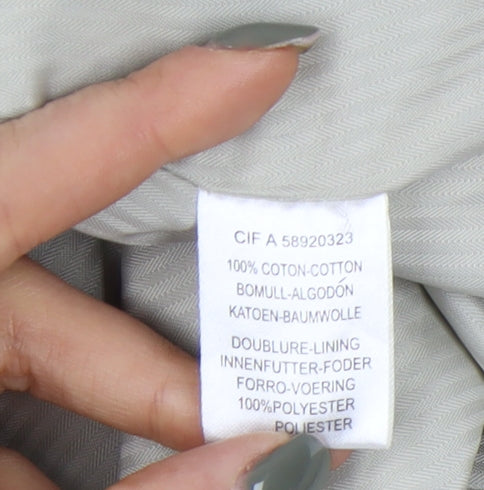 CIF A 58920323
100% COTON-COTTON
BOMULL-ALGODÓN
KATOEN-BAUMWOLLE
DOUBLURE-LINING
INNENFUTTER-FODER
FORRO-VOERING
100%POLYESTER
POLIESTER